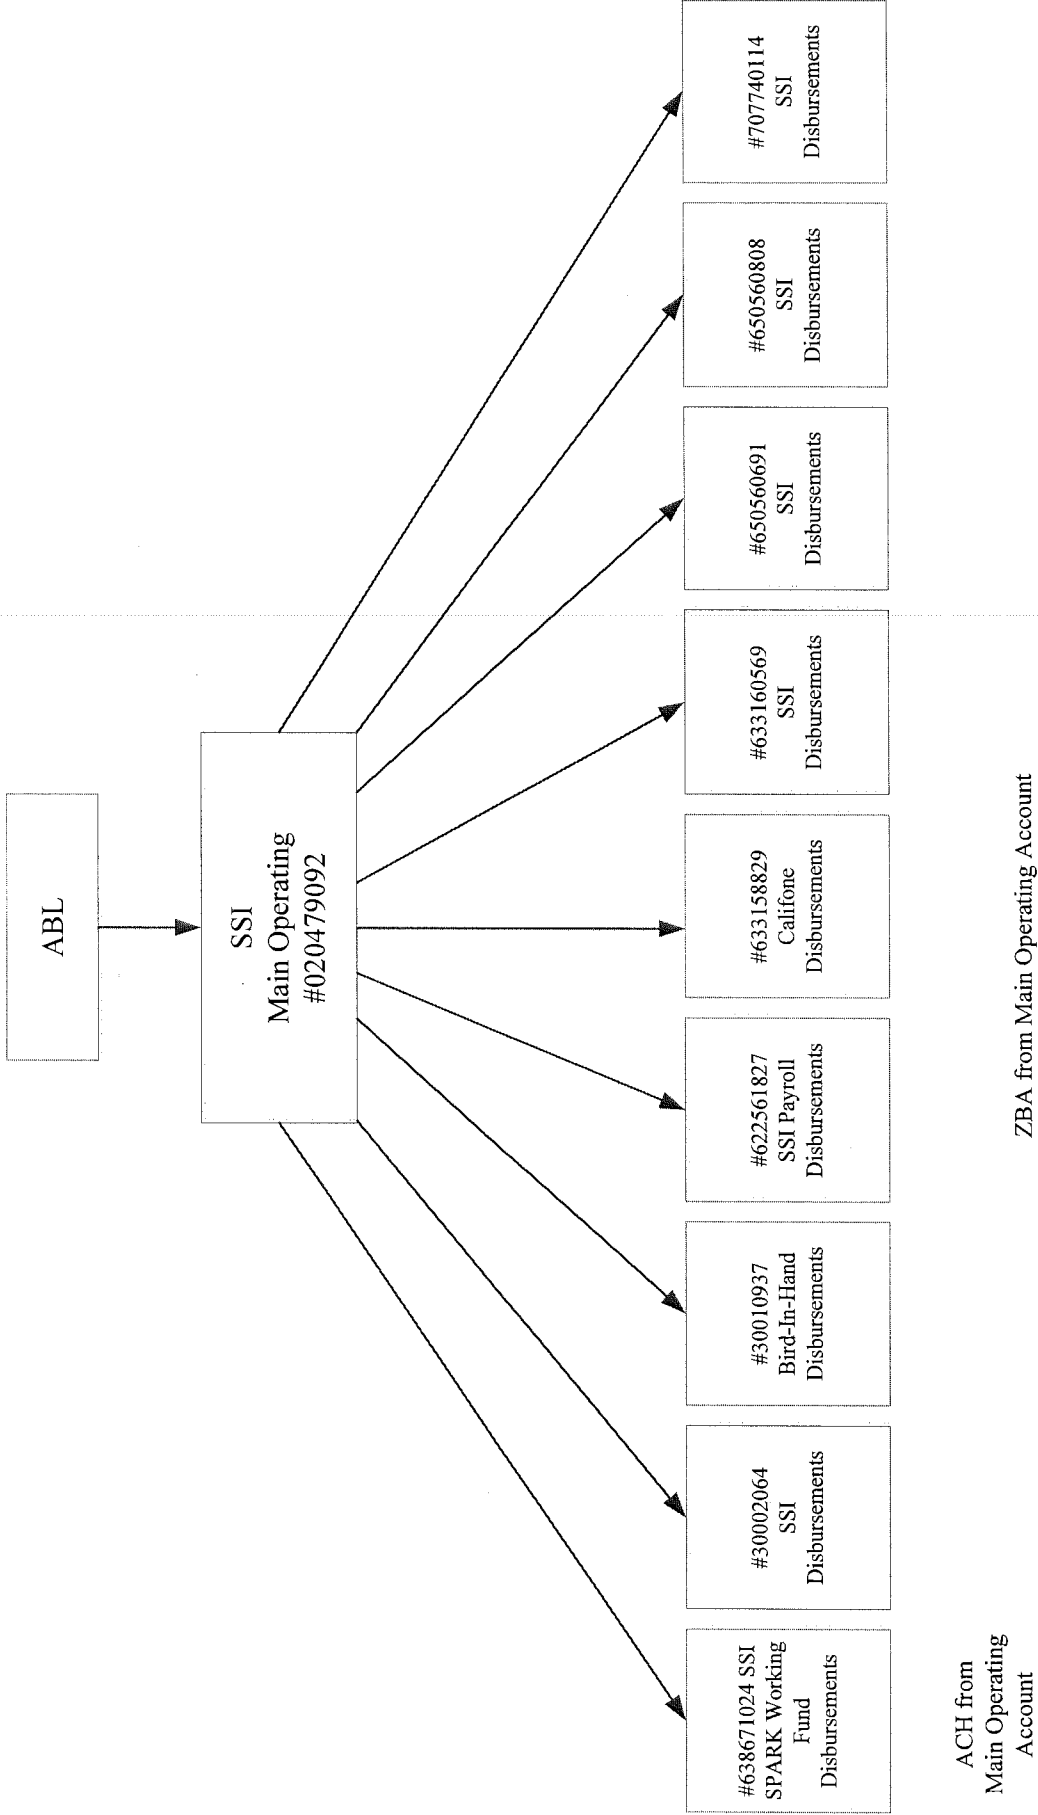 ABL
SSI
Main Operating
#020479092
#638671024 SSI
SPARK Working
Fund
Disbursements
#30002064
SSI
Disbursements
#30010937
Bird-In-Hand
Disbursements
#622561827
SSI Payroll
Disbursements
#633158829
Califone
Disbursements
#633160569
SSI
Disbursements
#650560691
SSI
Disbursements
#650560808
SSI
Disbursements
#707740114
SSI
Disbursements
ACH from
Main Operating
Account
ZBA from Main Operating Account